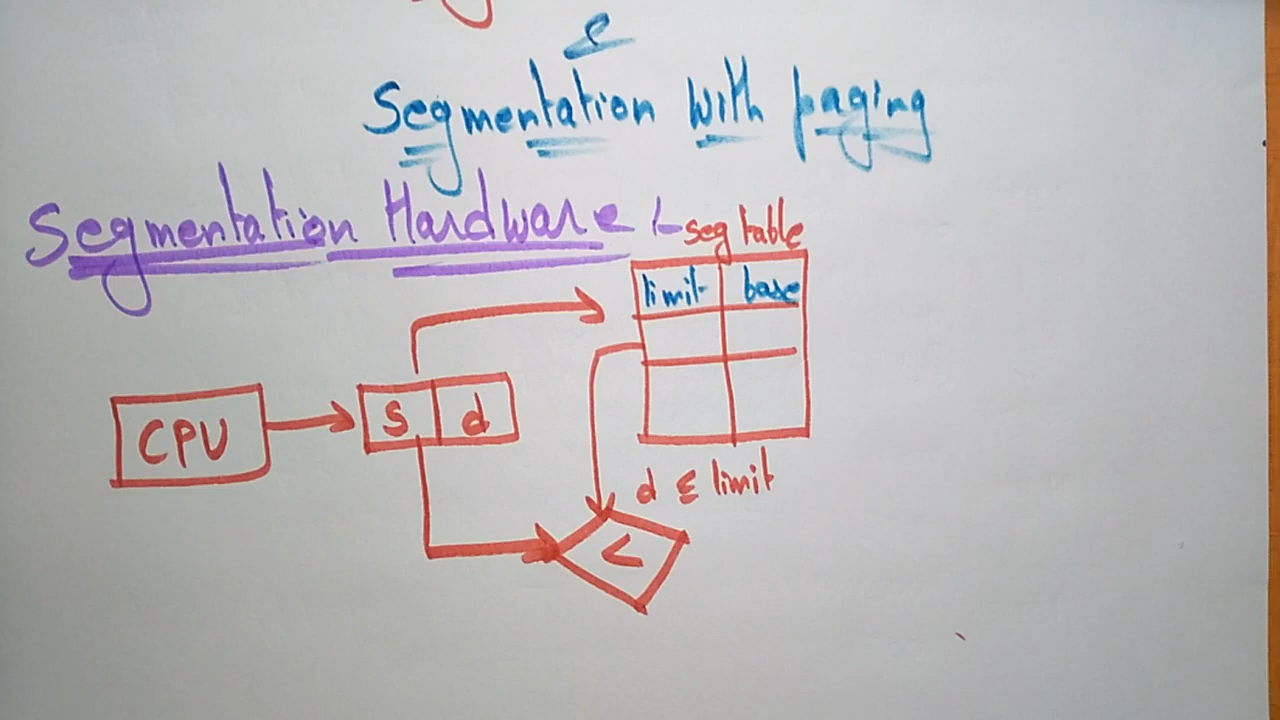 &
Segmentation with paging
Segmentation Hardware :-
seg table
limit base
CPU
S d
d ≤ limit
<